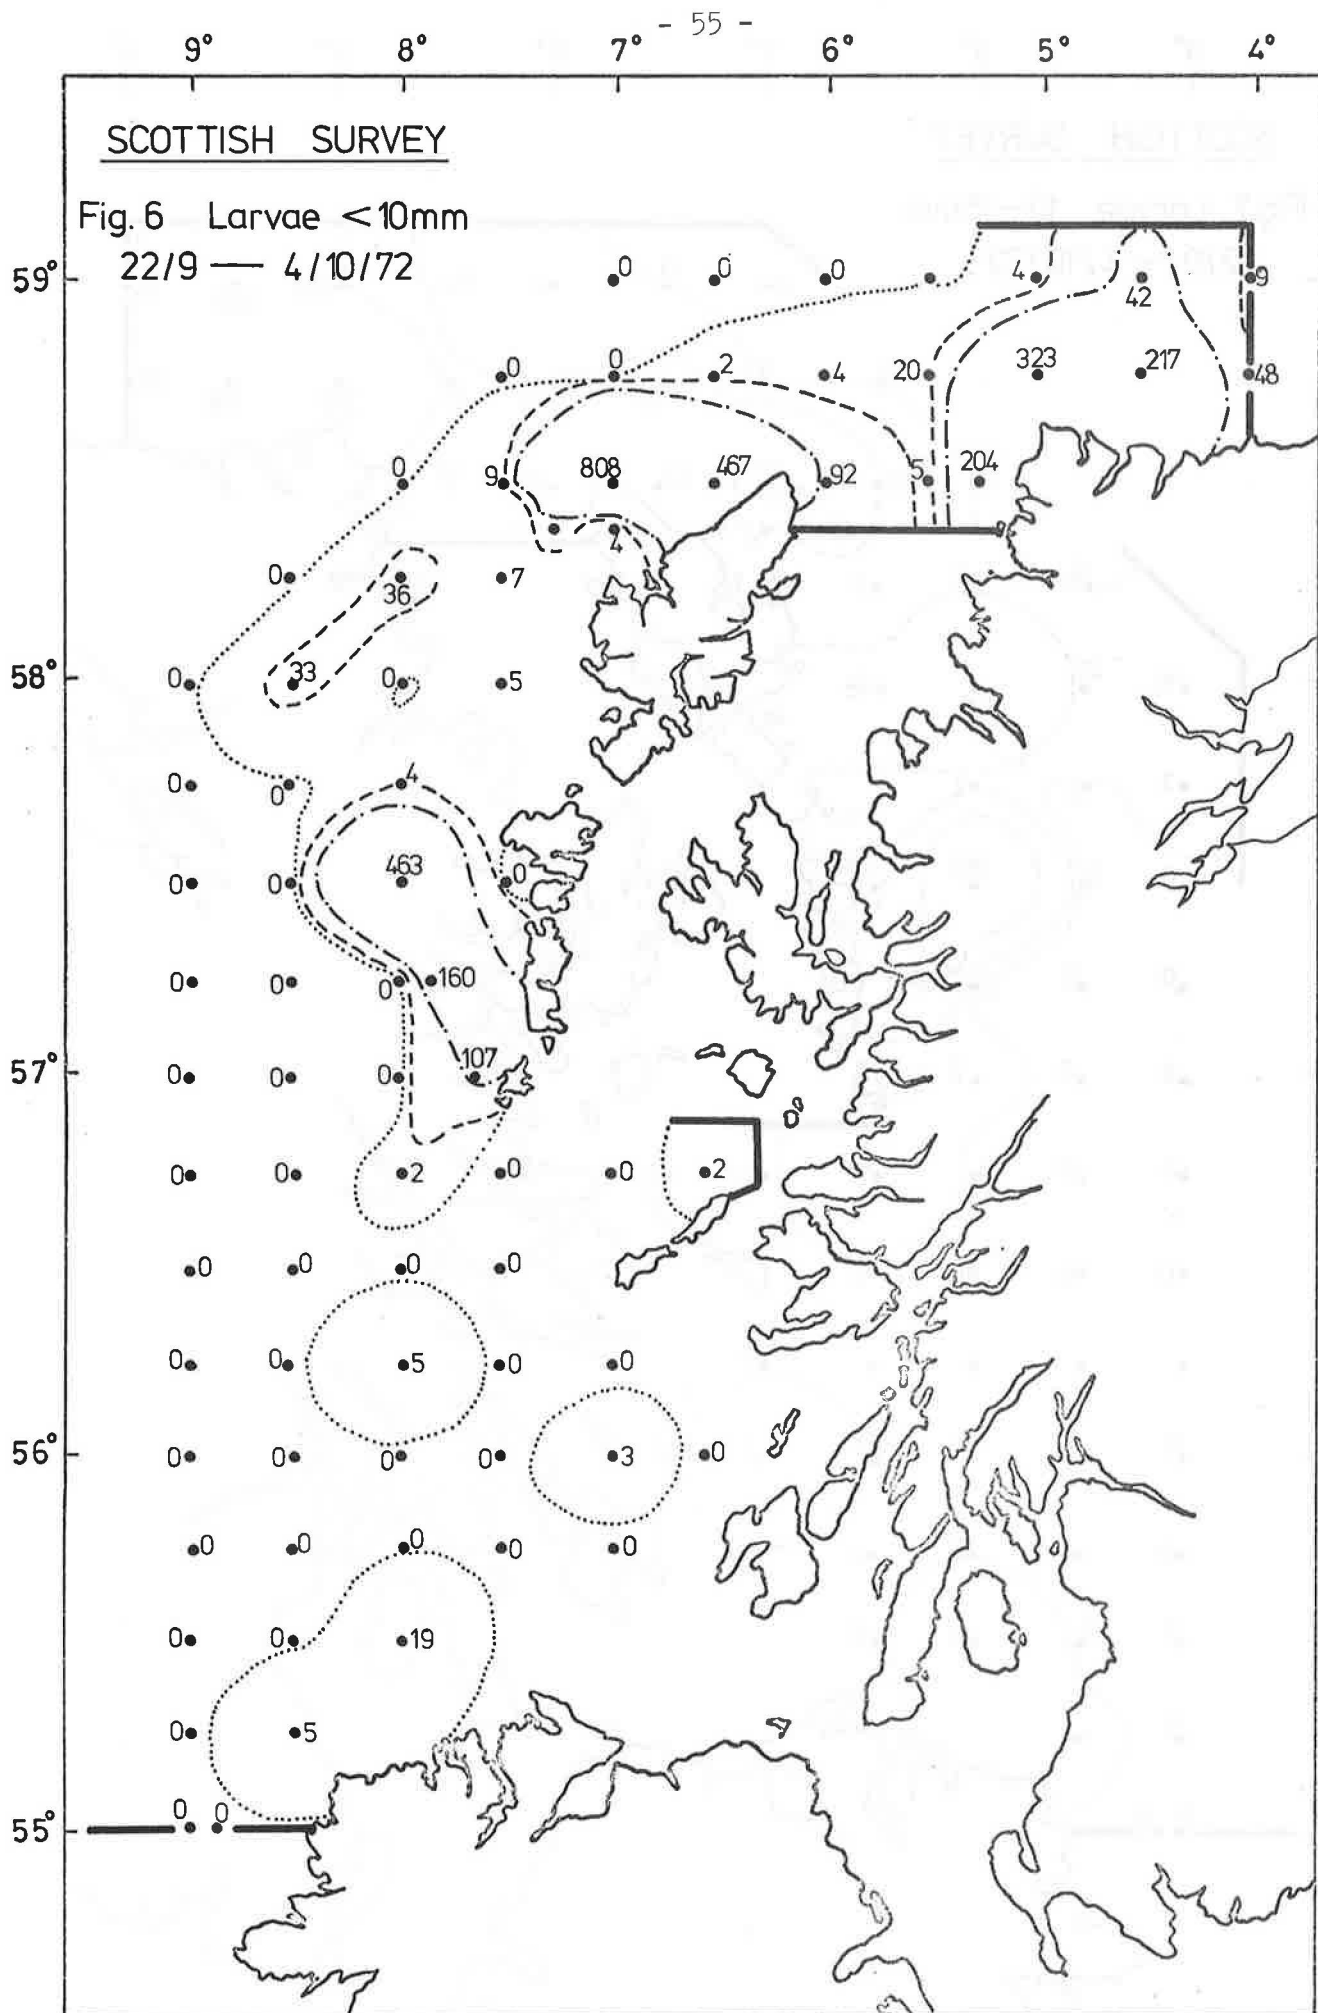 - 55 -
9° 8° 7° 6° 5° 4°
SCOTTISH SURVEY
Fig. 6 Larvae < 10mm
22/9 — 4/10/72
59°
0 0 0 4 42 9
0 0 2 4 20 323 217 48
0 9 808 467 92 5 204
4
0 36 7
58°
0 33 0 5
0 0 4
463
0 0 0
0 0 0 160
57°
0 0 0 107
0 0 2 0 0 2
0 0 0 0
0 0 5 0 0
56°
0 0 0 0 3 0
0 0 0 0 0
0 0 19
0 5
55°
0 0